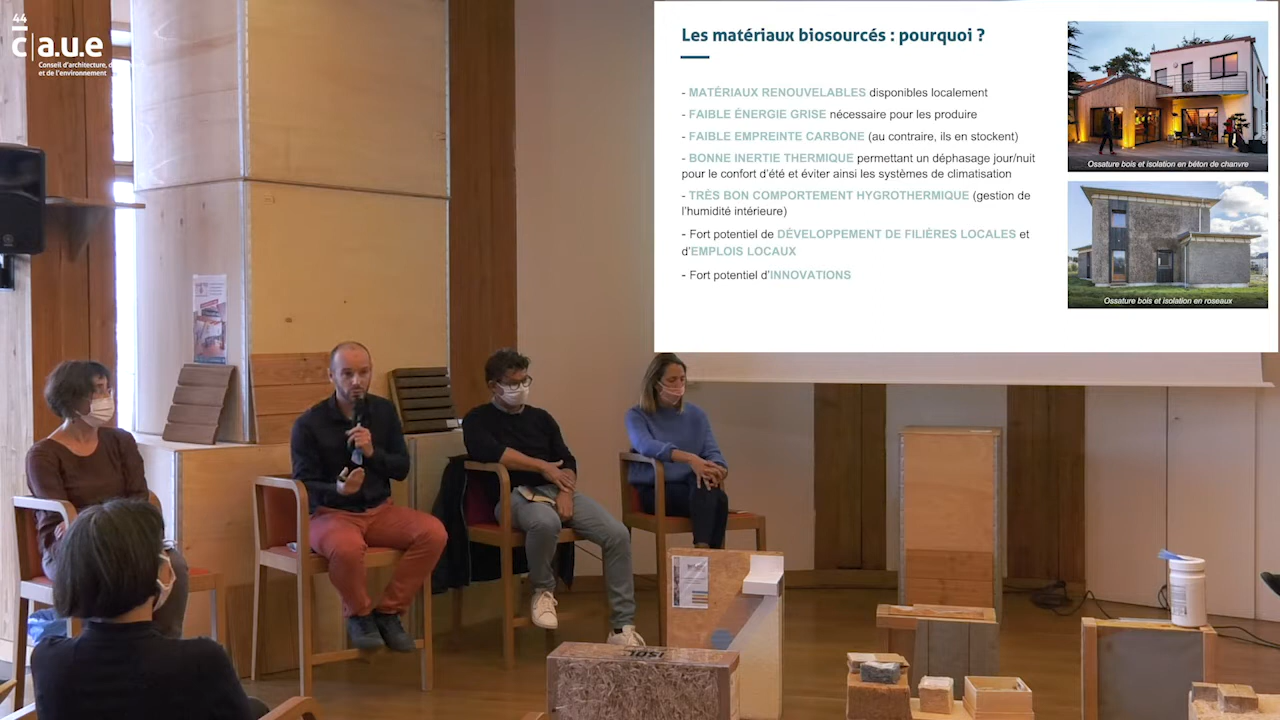 44
c|a.u.e
Conseil d'architecture, d
et de l'environnement
Les matériaux biosourcés : pourquoi ?
- MATÉRIAUX RENOUVELABLES disponibles localement
- FAIBLE ÉNERGIE GRISE nécessaire pour les produire
- FAIBLE EMPREINTE CARBONE (au contraire, ils en stockent)
- BONNE INERTIE THERMIQUE permettant un déphasage jour/nuit
pour le confort d'été et éviter ainsi les systèmes de climatisation
- TRÈS BON COMPORTEMENT HYGROTHERMIQUE (gestion de
l'humidité intérieure)
- Fort potentiel de DÉVELOPPEMENT DE FILIÈRES LOCALES et
d'EMPLOIS LOCAUX
- Fort potentiel d'INNOVATIONS
Ossature bois et isolation en béton de chanvre
Ossature bois et isolation en roseaux